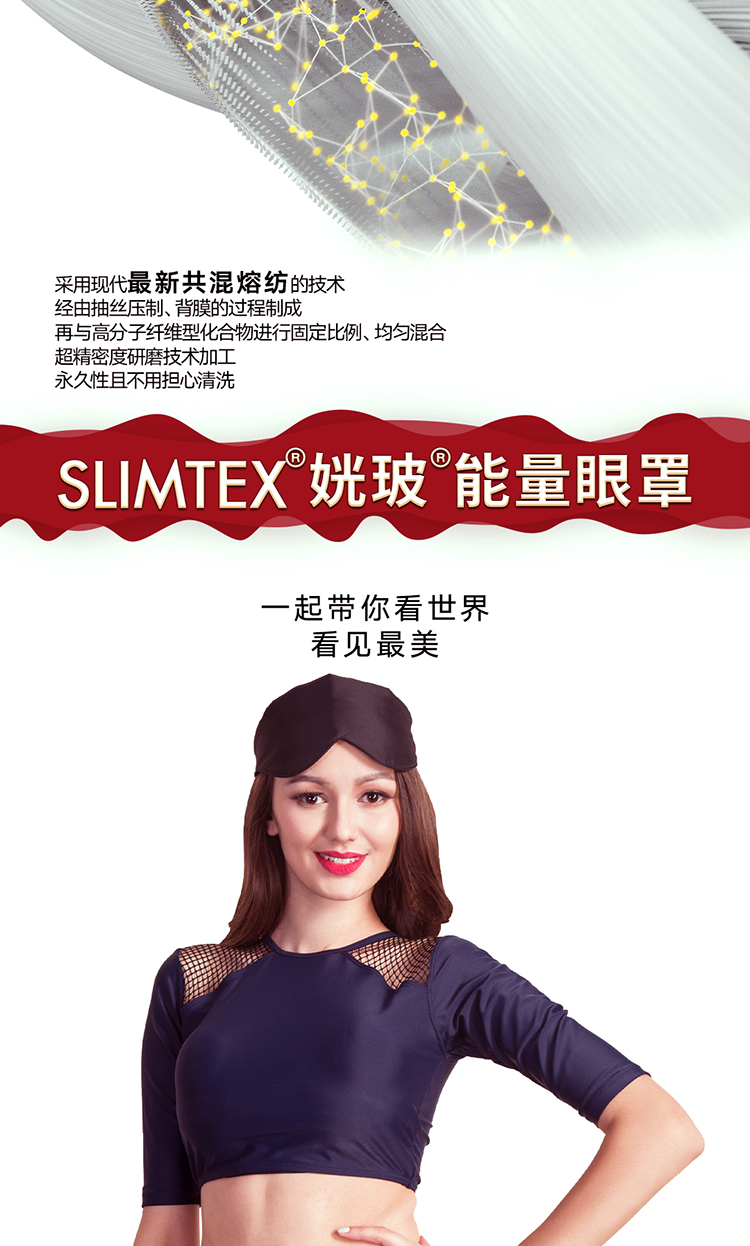 采用现代最新共混熔纺的技术
经由抽丝压制、背膜的过程制成
再与高分子纤维型化合物进行固定比例、均匀混合
超精密度研磨技术加工
永久性且不用担心清洗
SLIMTEX®姯玻®能量眼罩
一起带你看世界
看见最美